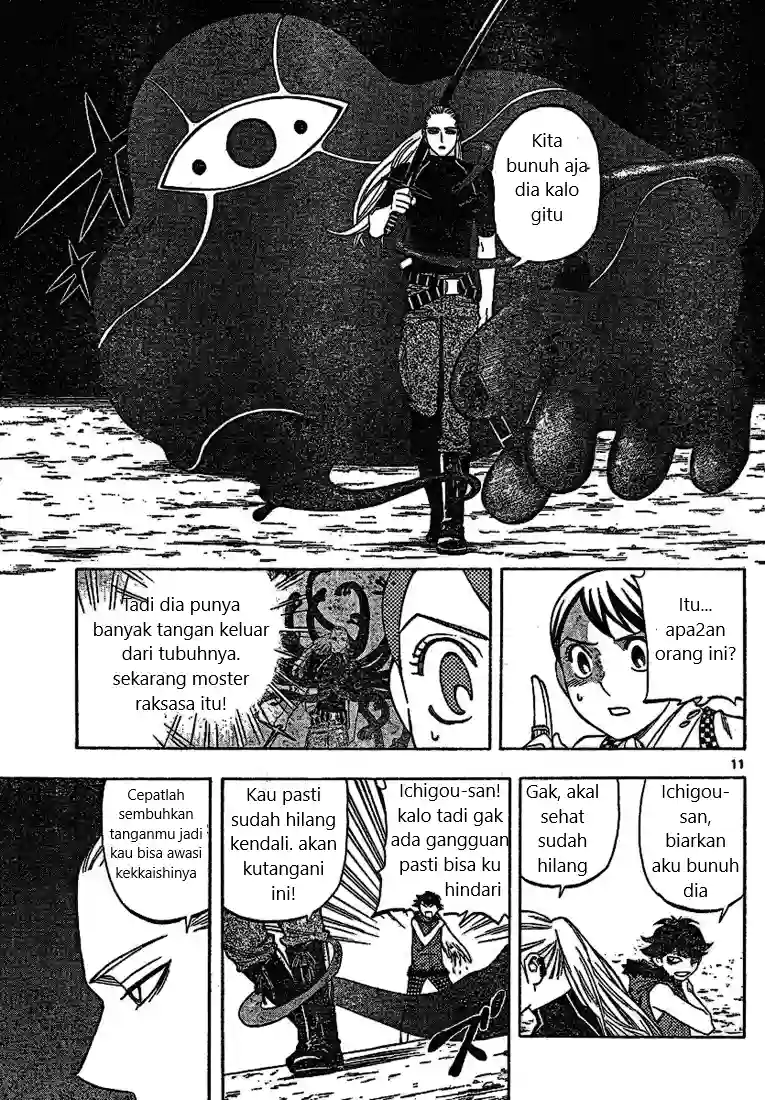 Kita
bunuh aja
dia kalo
gitu
Itu...
apa2an
orang ini?
Tadi dia punya
banyak tangan keluar
dari tubuhnya.
sekarang moster
raksasa itu!
11
Ichigou-
san,
biarkan
aku bunuh
dia
Gak, akal
sehat
sudah
hilang
Ichigou-san!
kalo tadi gak
ada gangguan
pasti bisa ku
hindari
Kau pasti
sudah hilang
kendali. akan
kutangani
ini!
ズズ
Cepatlah
sembuhkan
tanganmu jadi
kau bisa awasi
kekkaishinya